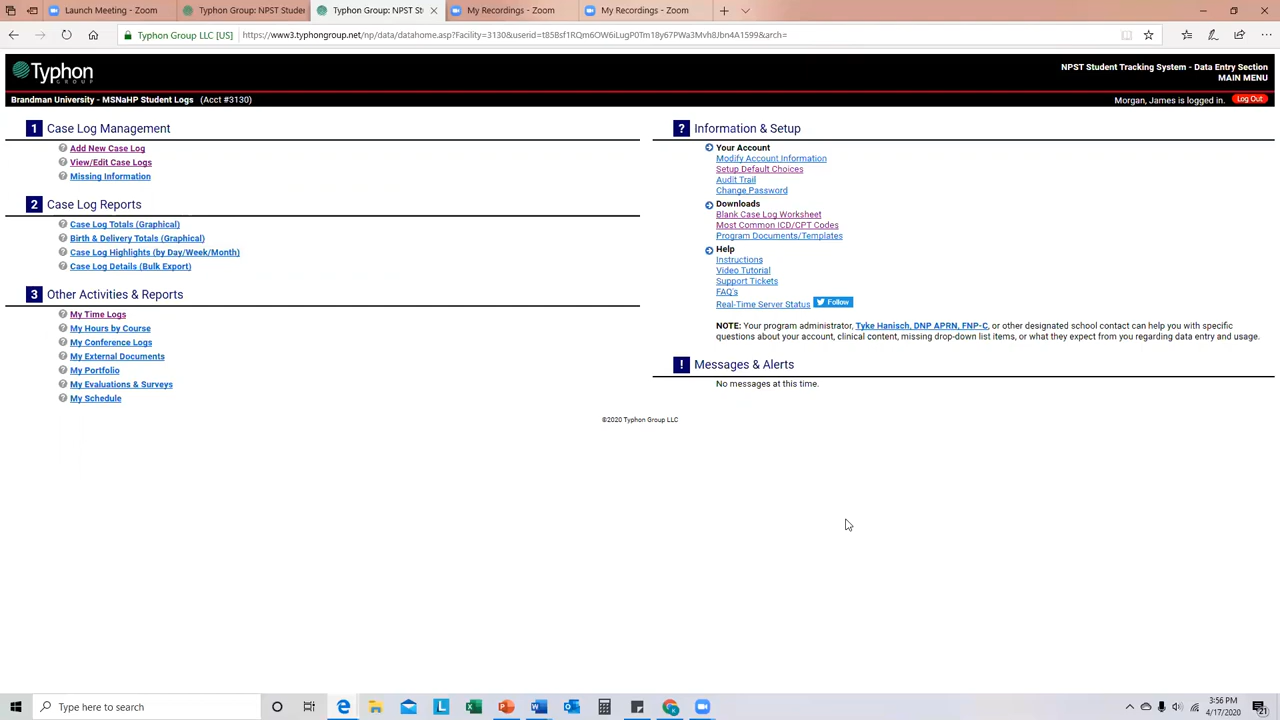 Launch Meeting - Zoom
Typhon Group: NPST Studen
Typhon Group: NPST St
My Recordings - Zoom
My Recordings - Zoom
Typhon Group LLC [US]
https://www3.typhongroup.net/np/data/datahome.asp?Facility=3130&userid=t85Bsf1RQm6OW6iLugP0Tm18y67PWa3Mvh8Jbn4A1599&arch=
Typhon
GROUP
NPST Student Tracking System - Data Entry Section
MAIN MENU
Brandman University - MSNaHP Student Logs (Acct #3130)
Morgan, James is logged in. Log Out
1 Case Log Management
Add New Case Log
View/Edit Case Logs
Missing Information
2 Case Log Reports
Case Log Totals (Graphical)
Birth & Delivery Totals (Graphical)
Case Log Highlights (by Day/Week/Month)
Case Log Details (Bulk Export)
3 Other Activities & Reports
My Time Logs
My Hours by Course
My Conference Logs
My External Documents
My Portfolio
My Evaluations & Surveys
My Schedule
? Information & Setup
Your Account
Modify Account Information
Setup Default Choices
Audit Trail
Change Password
Downloads
Blank Case Log Worksheet
Most Common ICD/CPT Codes
Program Documents/Templates
Help
Instructions
Video Tutorial
Support Tickets
FAQ's
Real-Time Server Status Follow
NOTE: Your program administrator, Tyke Hanisch, DNP APRN, FNP-C, or other designated school contact can help you with specific
questions about your account, clinical content, missing drop-down list items, or what they expect from you regarding data entry and usage.
! Messages & Alerts
No messages at this time.
©2020 Typhon Group LLC
Type here to search
3:56 PM
4/17/2020
21